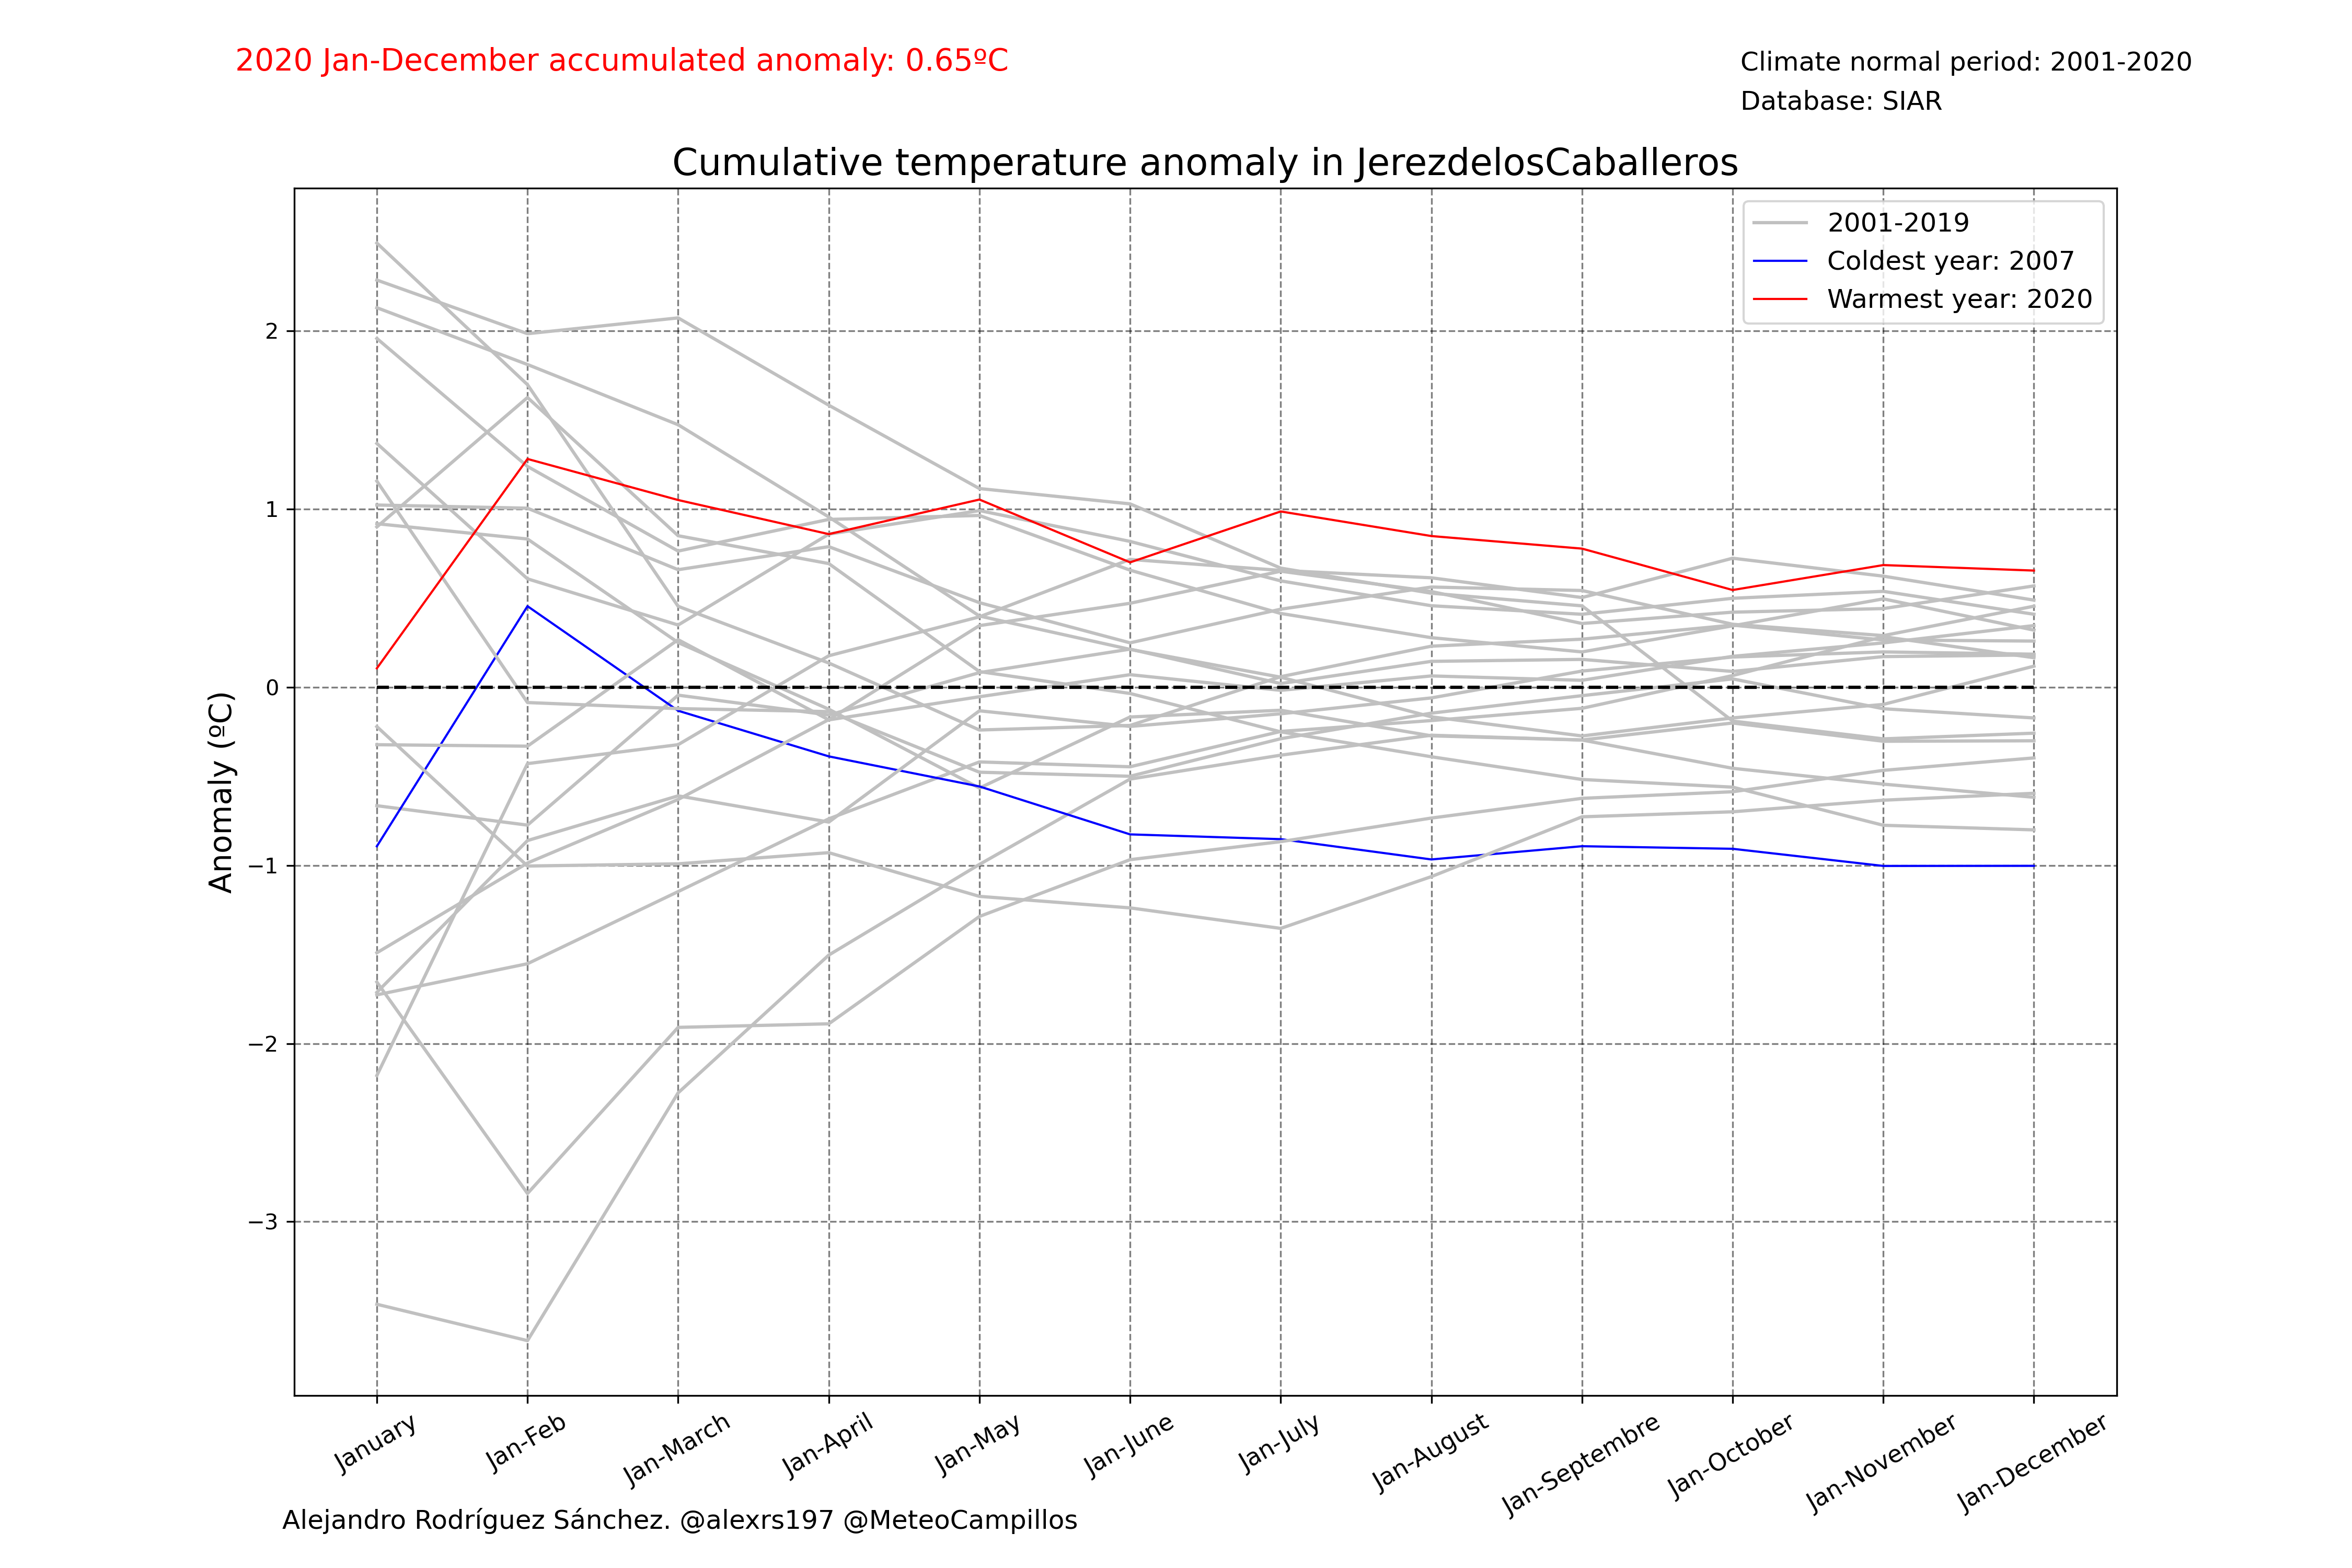 2020 Jan-December accumulated anomaly: 0.65ºC
Climate normal period: 2001-2020
Database: SIAR
Cumulative temperature anomaly in JerezdelosCaballeros
2001-2019
Coldest year: 2007
Warmest year: 2020
Anomaly (ºC)
2
1
0
−1
−2
−3
January
Jan-Feb
Jan-March
Jan-April
Jan-May
Jan-June
Jan-July
Jan-August
Jan-Septembre
Jan-October
Jan-November
Jan-December
Alejandro Rodríguez Sánchez. @alexrs197 @MeteoCampillos